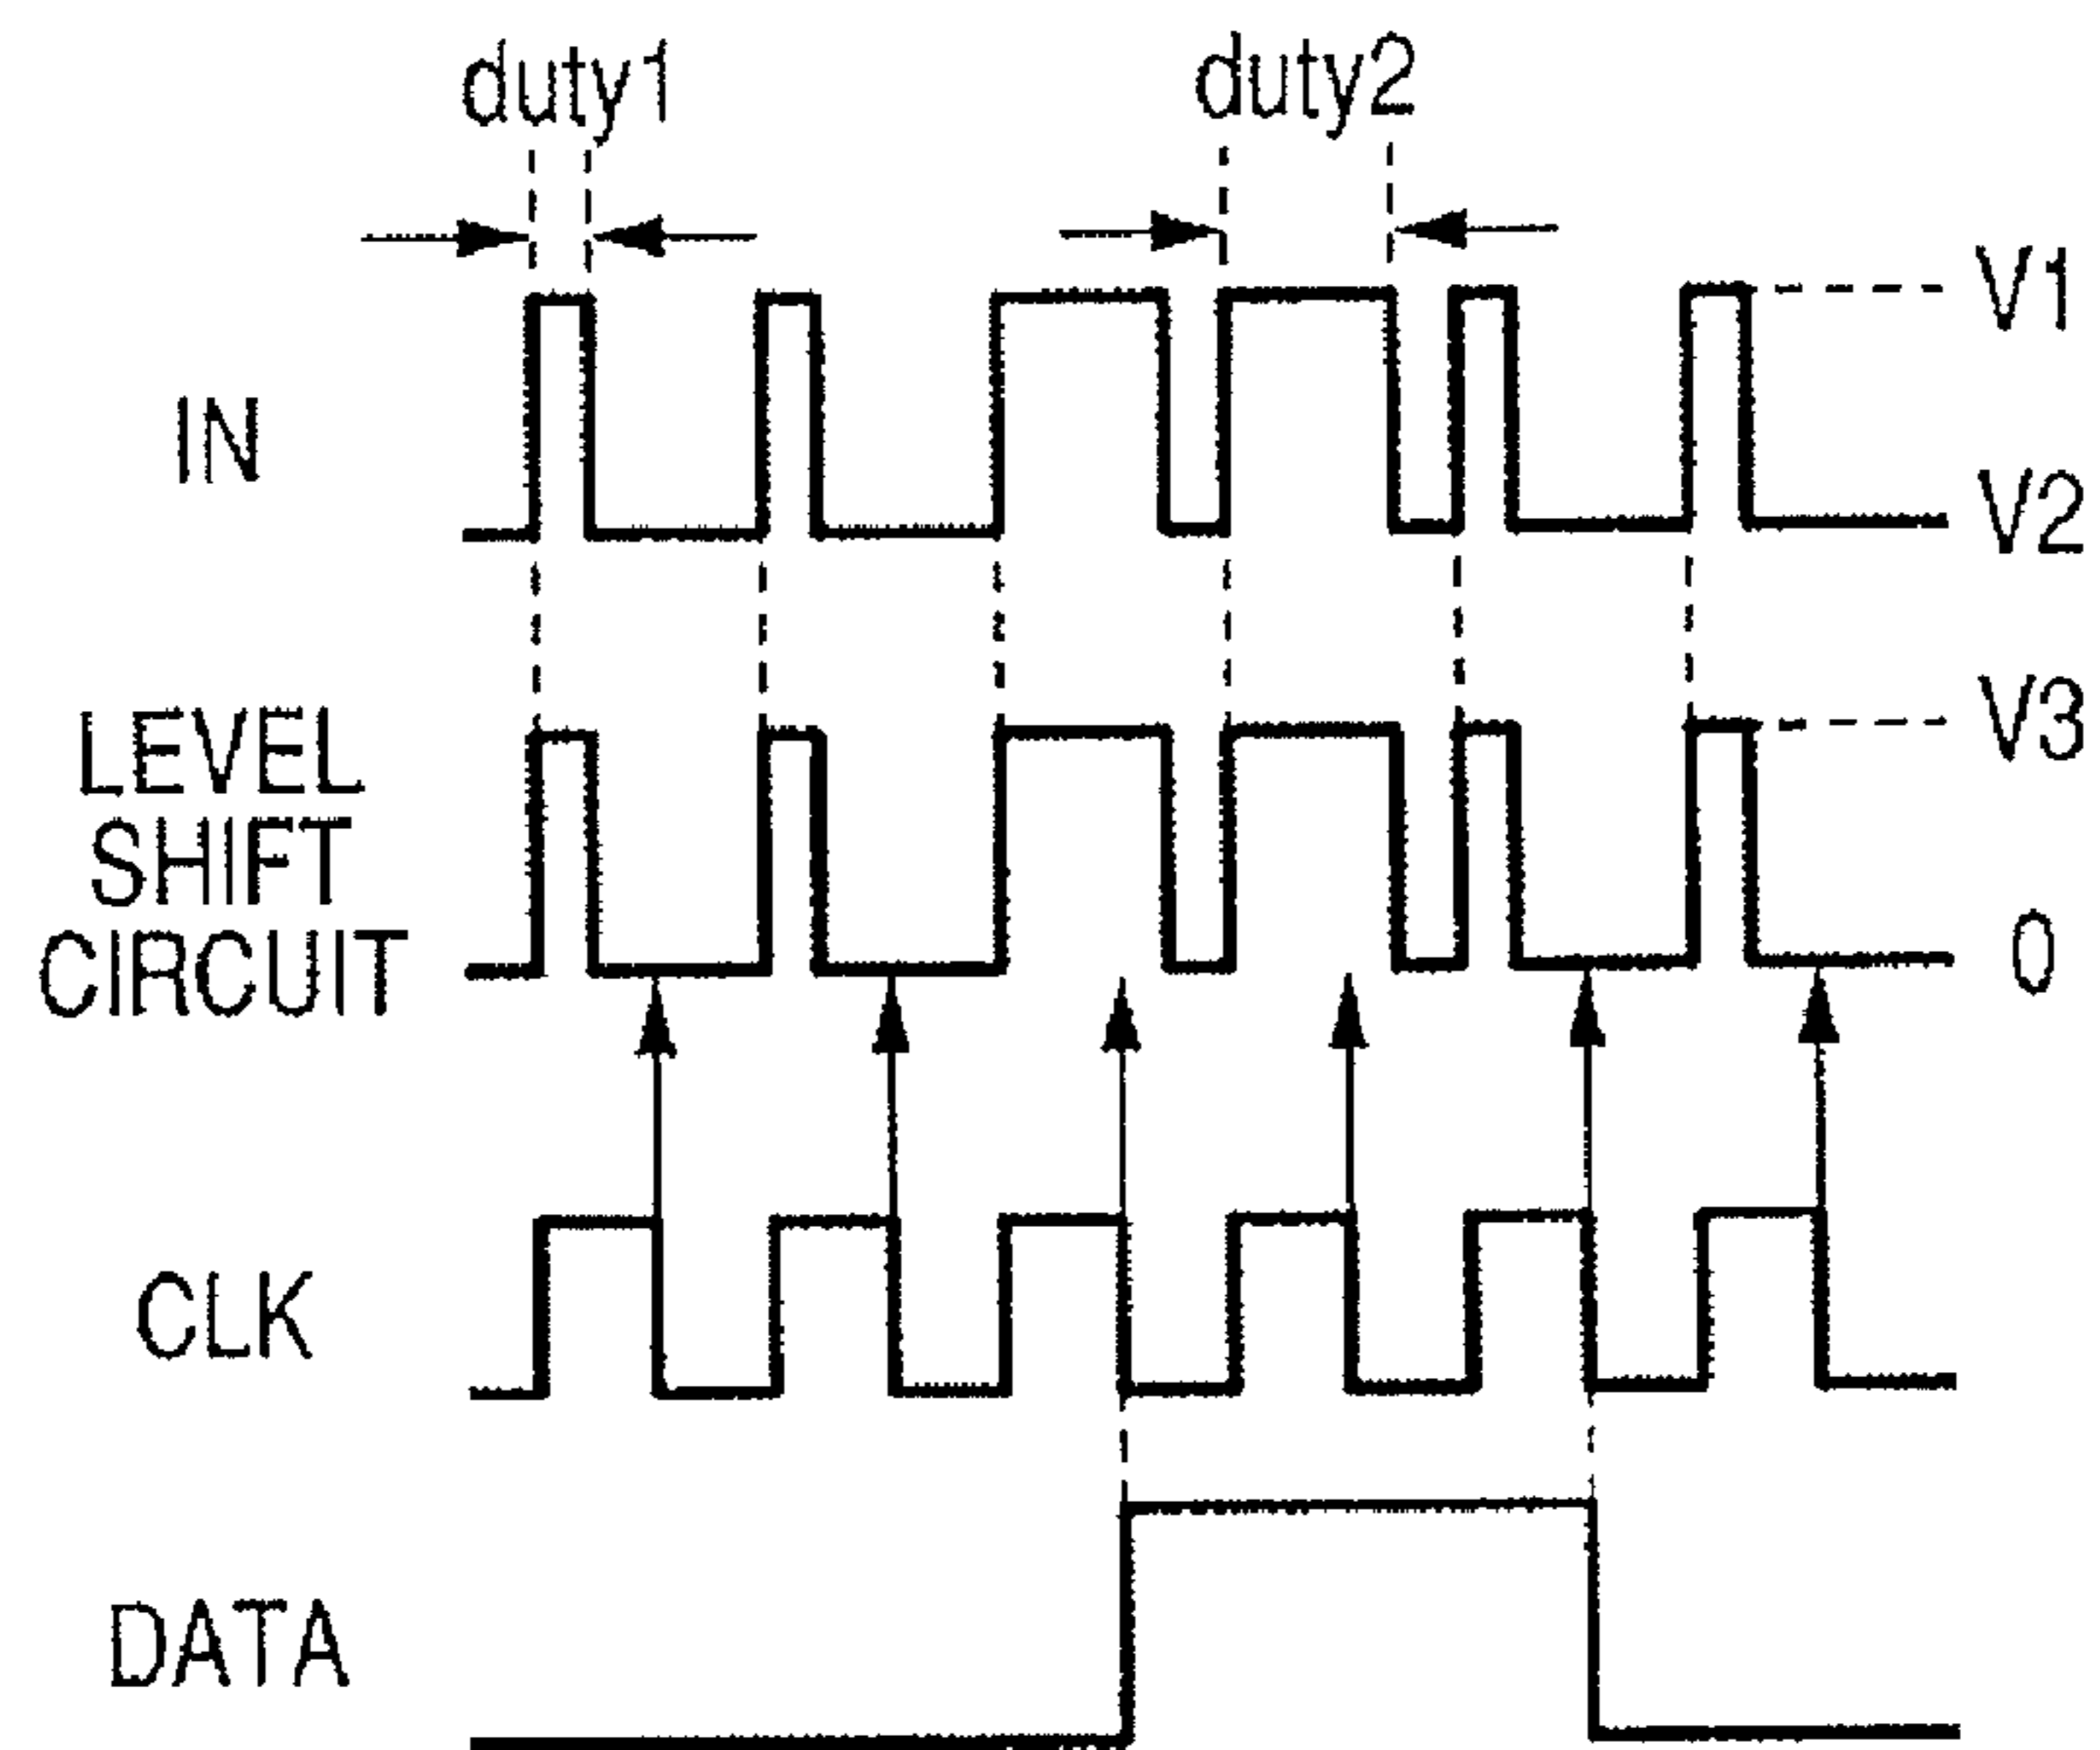 duty1
duty2
V1
IN
V2
LEVEL
SHIFT
CIRCUIT
V3
0
CLK
DATA